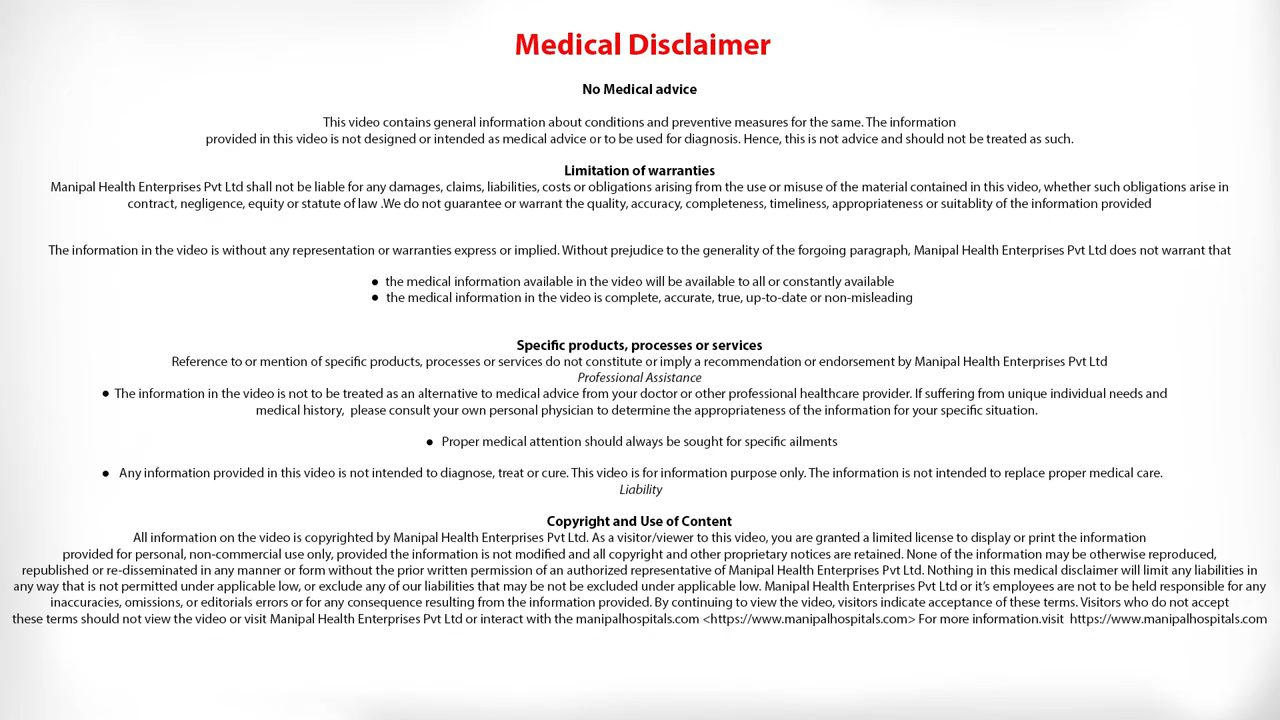 Medical Disclaimer
No Medical advice
This video contains general information about conditions and preventive measures for the same. The information
provided in this video is not designed or intended as medical advice or to be used for diagnosis. Hence, this is not advice and should not be treated as such.
Limitation of warranties
Manipal Health Enterprises Pvt Ltd shall not be liable for any damages, claims, liabilities, costs or obligations arising from the use or misuse of the material contained in this video, whether such obligations arise in
contract, negligence, equity or statute of law .We do not guarantee or warrant the quality, accuracy, completeness, timeliness, appropriateness or suitablity of the information provided
The information in the video is without any representation or warranties express or implied. Without prejudice to the generality of the forgoing paragraph, Manipal Health Enterprises Pvt Ltd does not warrant that
● the medical information available in the video will be available to all or constantly available
● the medical information in the video is complete, accurate, true, up-to-date or non-misleading
Specific products, processes or services
Reference to or mention of specific products, processes or services do not constitute or imply a recommendation or endorsement by Manipal Health Enterprises Pvt Ltd
Professional Assistance
● The information in the video is not to be treated as an alternative to medical advice from your doctor or other professional healthcare provider. If suffering from unique individual needs and
medical history, please consult your own personal physician to determine the appropriateness of the information for your specific situation.
● Proper medical attention should always be sought for specific ailments
● Any information provided in this video is not intended to diagnose, treat or cure. This video is for information purpose only. The information is not intended to replace proper medical care.
Liability
Copyright and Use of Content
All information on the video is copyrighted by Manipal Health Enterprises Pvt Ltd. As a visitor/viewer to this video, you are granted a limited license to display or print the information
provided for personal, non-commercial use only, provided the information is not modified and all copyright and other proprietary notices are retained. None of the information may be otherwise reproduced,
republished or re-disseminated in any manner or form without the prior written permission of an authorized representative of Manipal Health Enterprises Pvt Ltd. Nothing in this medical disclaimer will limit any liabilities in
any way that is not permitted under applicable low, or exclude any of our liabilities that may be not be excluded under applicable low. Manipal Health Enterprises Pvt Ltd or it's employees are not to be held responsible for any
inaccuracies, omissions, or editorials errors or for any consequence resulting from the information provided. By continuing to view the video, visitors indicate acceptance of these terms. Visitors who do not accept
these terms should not view the video or visit Manipal Health Enterprises Pvt Ltd or interact with the manipalhospitals.com <https://www.manipalhospitals.com> For more information.visit https://www.manipalhospitals.com